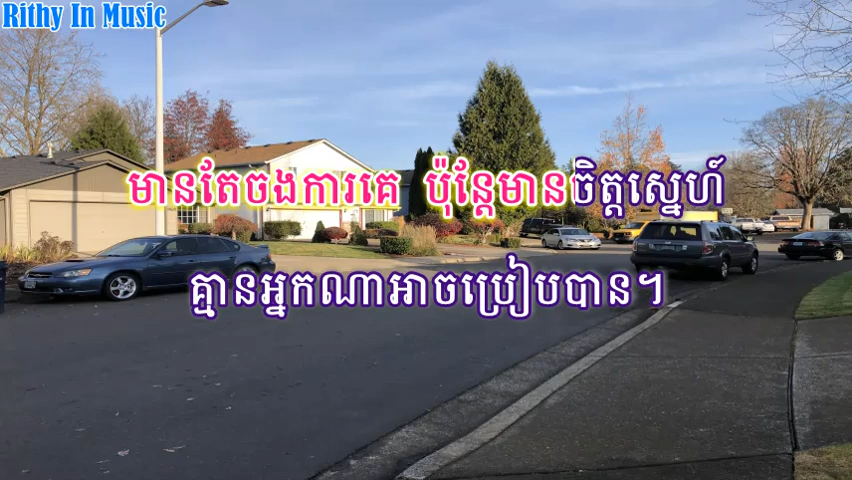 Rithy In Music
មានតែចងការគេ ប៉ុន្តែមានចិត្តស្នេហ៍
គ្មានអ្នកណាអាចប្រៀបបាន។